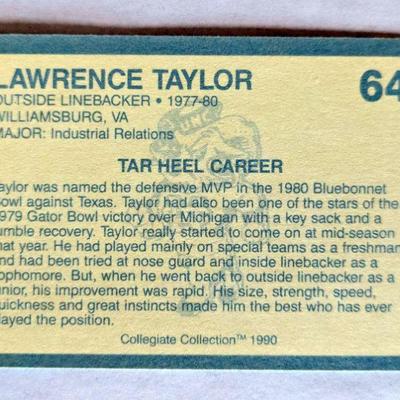 LAWRENCE TAYLOR
64
OUTSIDE LINEBACKER • 1977-80
WILLIAMSBURG, VA
MAJOR: Industrial Relations
TAR HEEL CAREER
Taylor was named the defensive MVP in the 1980 Bluebonnet
Bowl against Texas. Taylor had also been one of the stars of the
1979 Gator Bowl victory over Michigan with a key sack and a
fumble recovery. Taylor really started to come on at mid-season
that year. He had played mainly on special teams as a freshman
and had been tried at nose guard and inside linebacker as a
sophomore. But, when he went back to outside linebacker as a
junior, his improvement was rapid. His size, strength, speed,
quickness and great instincts made him the best who has ever
played the position.
Collegiate Collection™ 1990